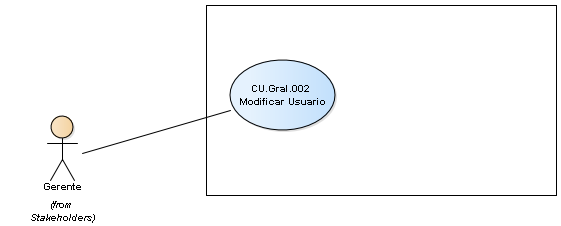 CU.Gral.002
Modificar Usuario
Gerente
(from
Stakeholders)